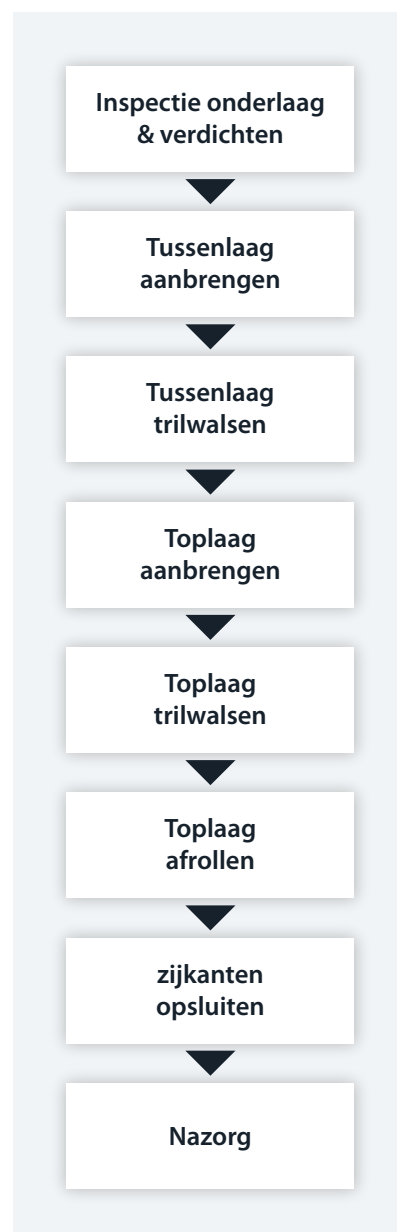 Inspectie onderlaag
& verdichten
Tussenlaag
aanbrengen
Tussenlaag
trilwalsen
Toplaag
aanbrengen
Toplaag
trilwalsen
Toplaag
afrollen
zijkanten
opsluiten
Nazorg